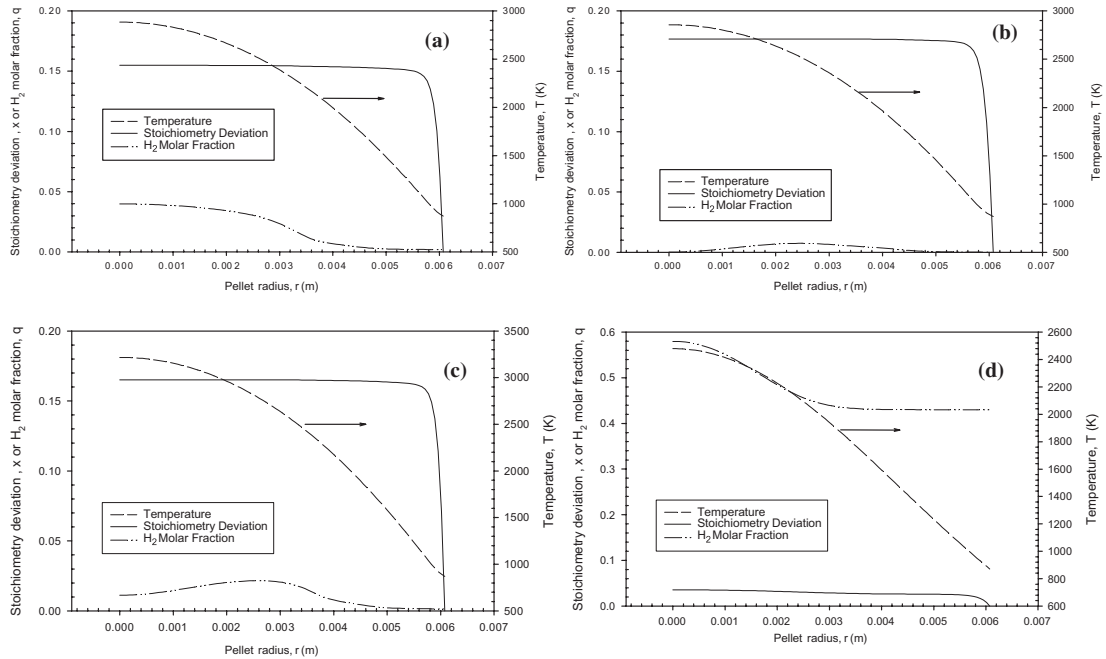 (a)
Stoichiometry deviation , x or H2 molar fraction, q
0.20
0.15
0.10
0.05
0.00
3000
2500
2000
1500
1000
500
Temperature, T (K)
Temperature
Stoichiometry Deviation
H2 Molar Fraction
0.000 0.001 0.002 0.003 0.004 0.005 0.006 0.007
Pellet radius, r (m)
(b)
Stoichiometry deviation , x or H2 molar fraction, q
0.20
0.15
0.10
0.05
0.00
3000
2500
2000
1500
1000
500
Temperature, T (K)
Temperature
Stoichiometry Deviation
H2 Molar Fraction
0.000 0.001 0.002 0.003 0.004 0.005 0.006 0.007
Pellet radius, r (m)
(c)
Stoichiometry deviation , x or H2 molar fraction, q
0.20
0.15
0.10
0.05
0.00
3500
3000
2500
2000
1500
1000
500
Temperature, T (K)
Temperature
Stoichiometry Deviation
H2 Molar Fraction
0.000 0.001 0.002 0.003 0.004 0.005 0.006 0.007
Pellet radius, r (m)
(d)
Stoichiometry deviation , x or H2 molar fraction, q
0.6
0.5
0.4
0.3
0.2
0.1
0.0
2600
2400
2200
2000
1800
1600
1400
1200
1000
800
600
Temperature, T (K)
Temperature
Stoichiometry Deviation
H2 Molar Fraction
0.000 0.001 0.002 0.003 0.004 0.005 0.006 0.007
Pellet radius, r (m)